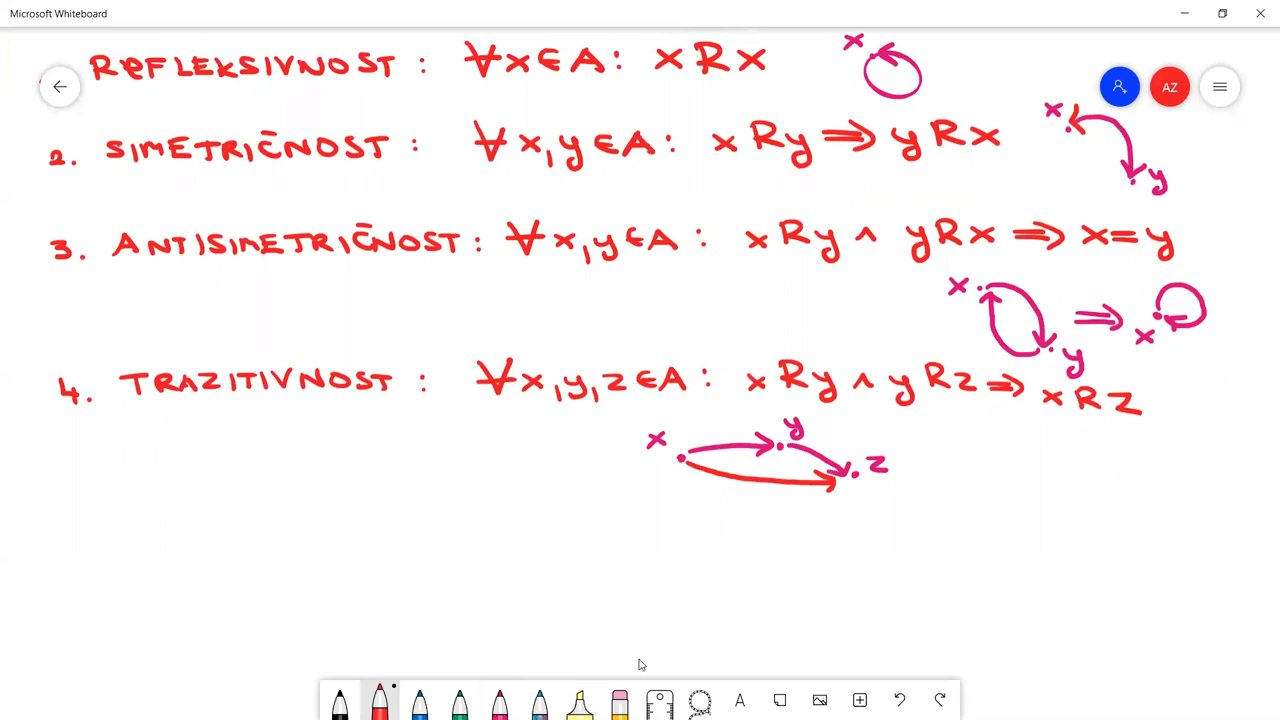 Microsoft Whiteboard
REFLEKSIVNOST : ∀x∈A: xRx
x
AZ
2. SIMETRIČNOST : ∀x,y∈A: xRy ⇒ yRx
x
y
3. ANTISIMETRIČNOST: ∀x,y∈A: xRy ∧ yRx ⇒ x=y
x y ⇒ x
4. TRAZITIVNOST : ∀x,y,z∈A: xRy ∧ yRz ⇒ xRz
x y z
A